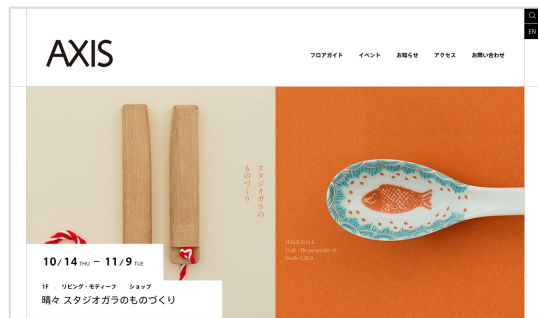 AXIS
フロアガイド イベント お知らせ アクセス お問い合わせ
EN
スタジオガラの
ものづくり
HARE-HARE
Craft : The perspective of
Studio GALA
10/14 THU − 11/9 TUE
1F リビング・モティーフ ショップ
晴々 スタジオガラのものづくり